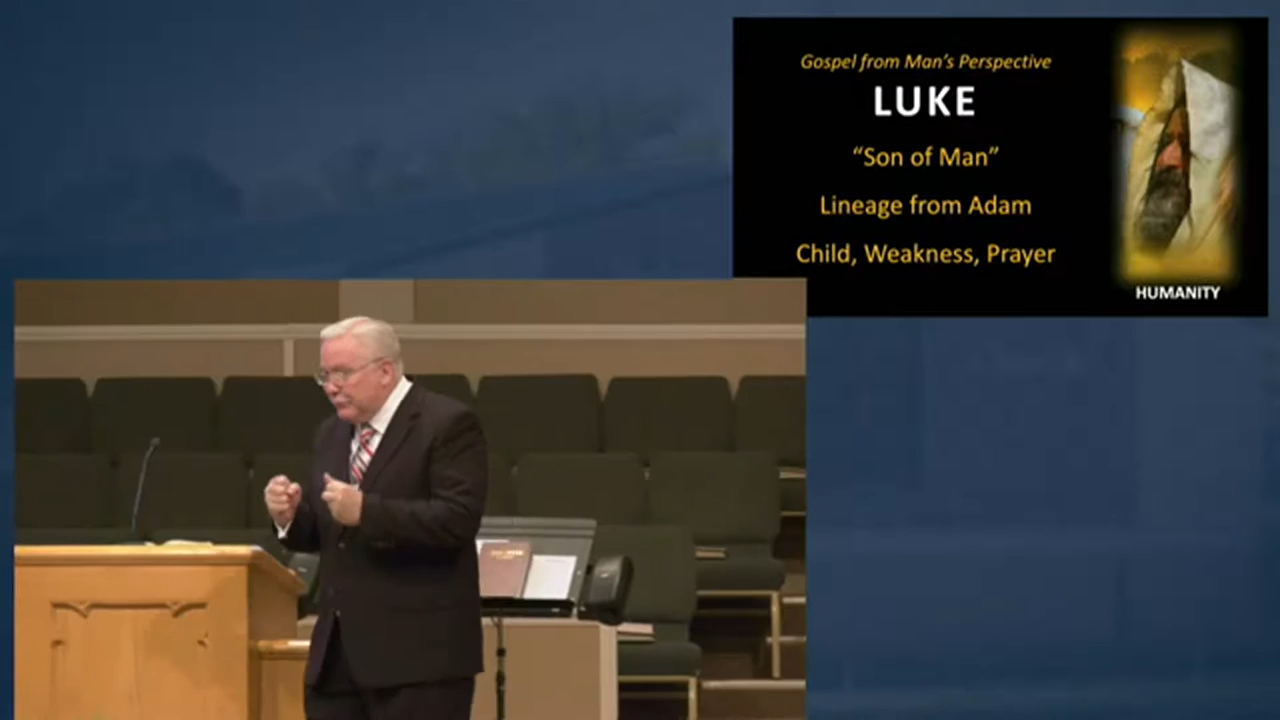 Gospel from Man's Perspective
LUKE
“Son of Man”
Lineage from Adam
Child, Weakness, Prayer
HUMANITY